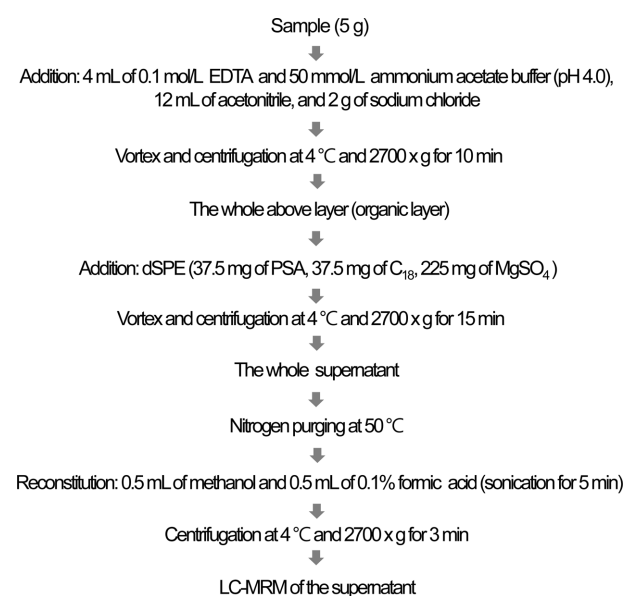 Sample (5 g)
Addition: 4 mL of 0.1 mol/L EDTA and 50 mmol/L ammonium acetate buffer (pH 4.0),
12 mL of acetonitrile, and 2 g of sodium chloride
Vortex and centrifugation at 4 ℃ and 2700 x g for 10 min
The whole above layer (organic layer)
Addition: dSPE (37.5 mg of PSA, 37.5 mg of C₁₈, 225 mg of MgSO₄)
Vortex and centrifugation at 4 ℃ and 2700 x g for 15 min
The whole supernatant
Nitrogen purging at 50 ℃
Reconstitution: 0.5 mL of methanol and 0.5 mL of 0.1% formic acid (sonication for 5 min)
Centrifugation at 4 ℃ and 2700 x g for 3 min
LC-MRM of the supernatant